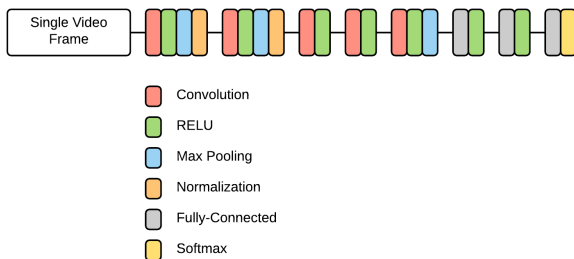 Single Video
Frame
Convolution
RELU
Max Pooling
Normalization
Fully-Connected
Softmax